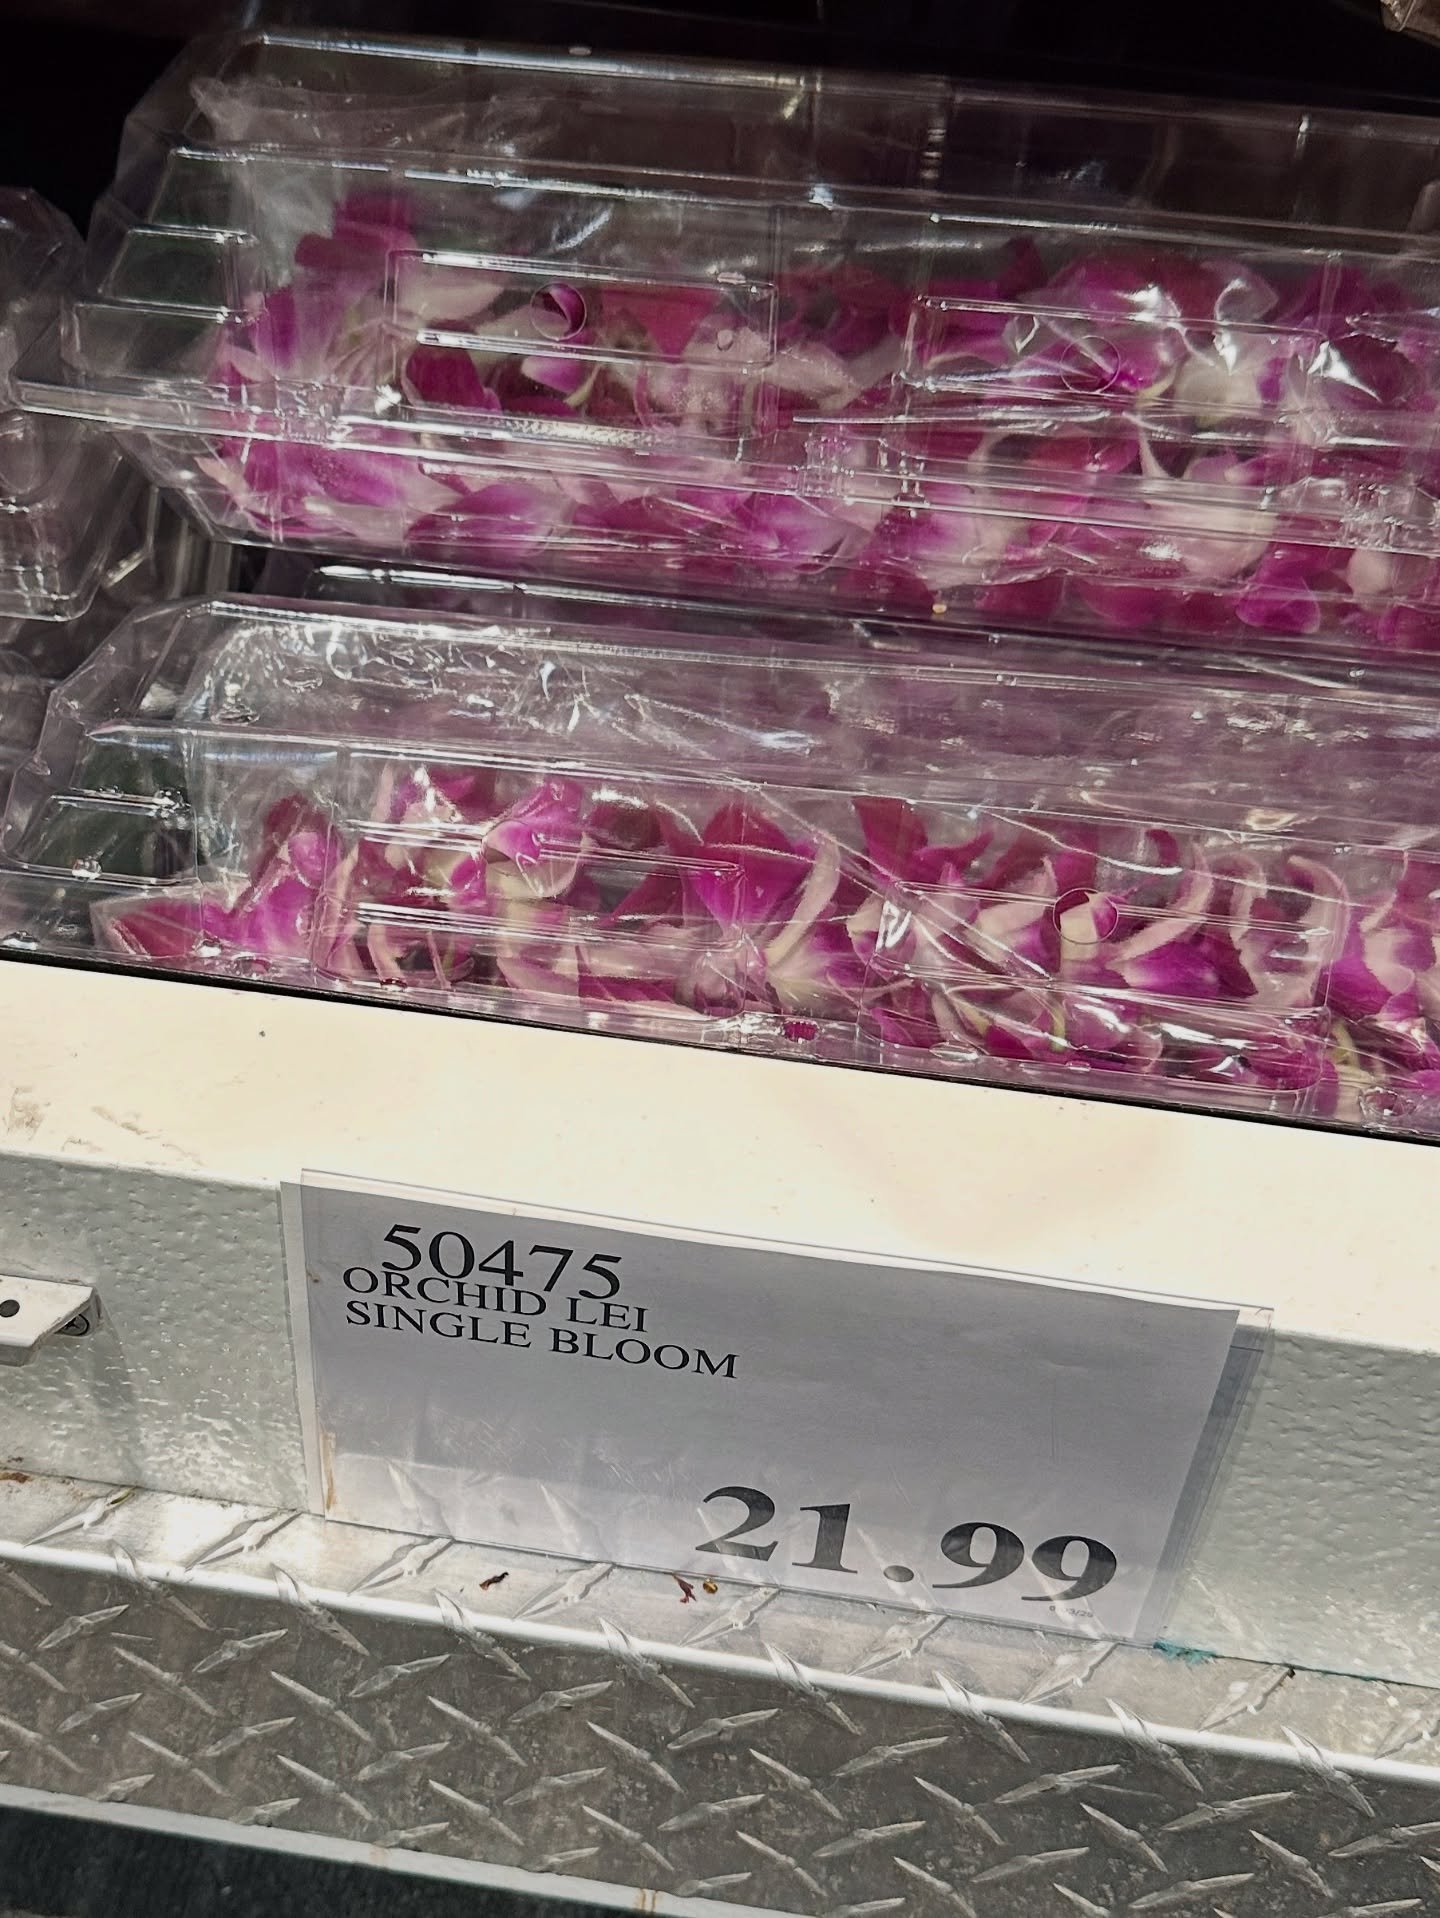 50475
ORCHID LEI
SINGLE BLOOM
21.99